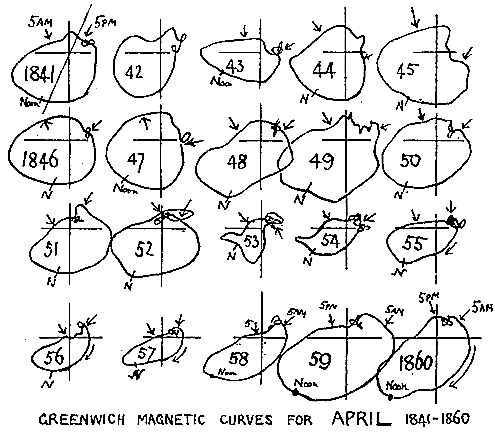 5AM 5PM
1841 42 43 44 45
Noon Noon N N
1846 47 48 49 50
N Noon N N N
51 52 53 54 55
N N N N N
5PM 5AM
5 5AM 5PM 5AM
56 57 58 59 1860
N N Noon Noon Noon
GREENWICH MAGNETIC CURVES FOR APRIL 1841-1860